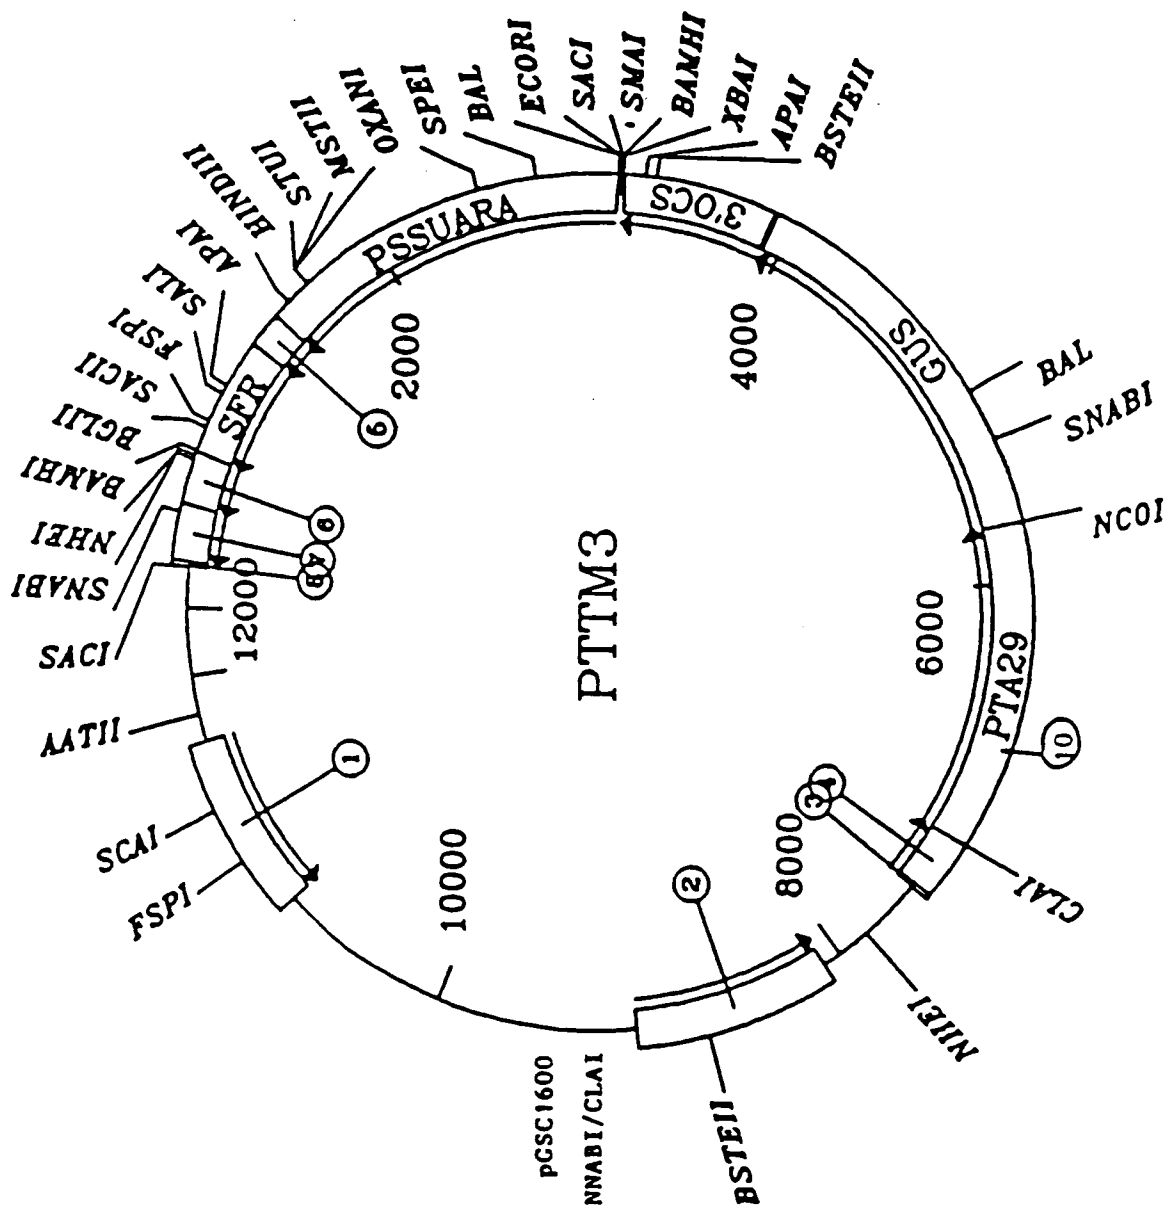 PTTM3
OXANI
SPEI
BAL
ECORI
SACI
SMAI
BAMHI
XBAI
APAI
BSTEII
MSTII
STUI
HINDIII
APAI
SALI
FSPI
SACII
BGLII
BAMHI
NHEI
SNABI
SACI
AATII
SCAI
FSPI
PSSUARA
3'OCS
GUS
PTA29
SFR
BAL
SNABI
NCOI
CLAI
NHEI
BSTEII
2000
4000
6000
8000
10000
12000
6
8
A
B
1
2
3
10
pGSC1600
NNABI/CLAI